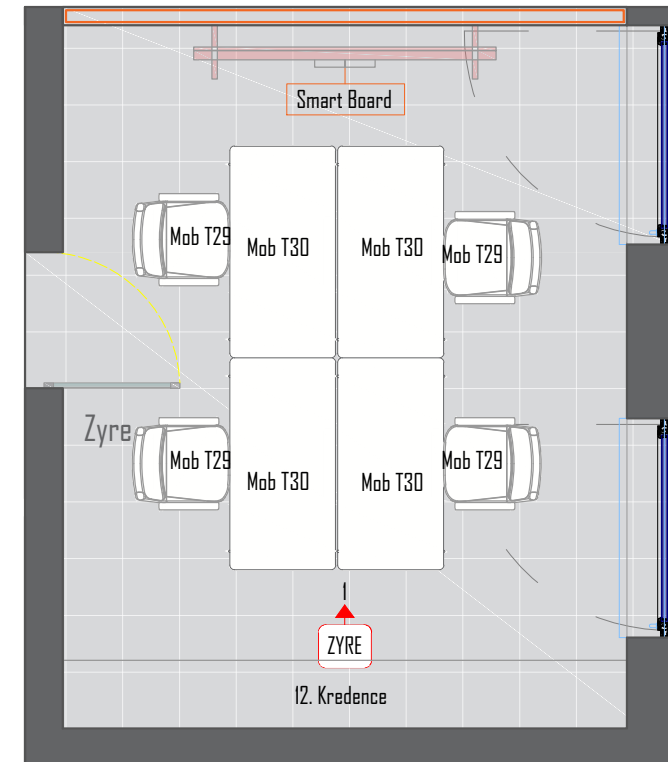 Smart Board
Mob T29
Mob T30
Mob T30
Mob T29
Zyre
Mob T29
Mob T30
Mob T30
Mob T29
1
ZYRE
12. Kredence